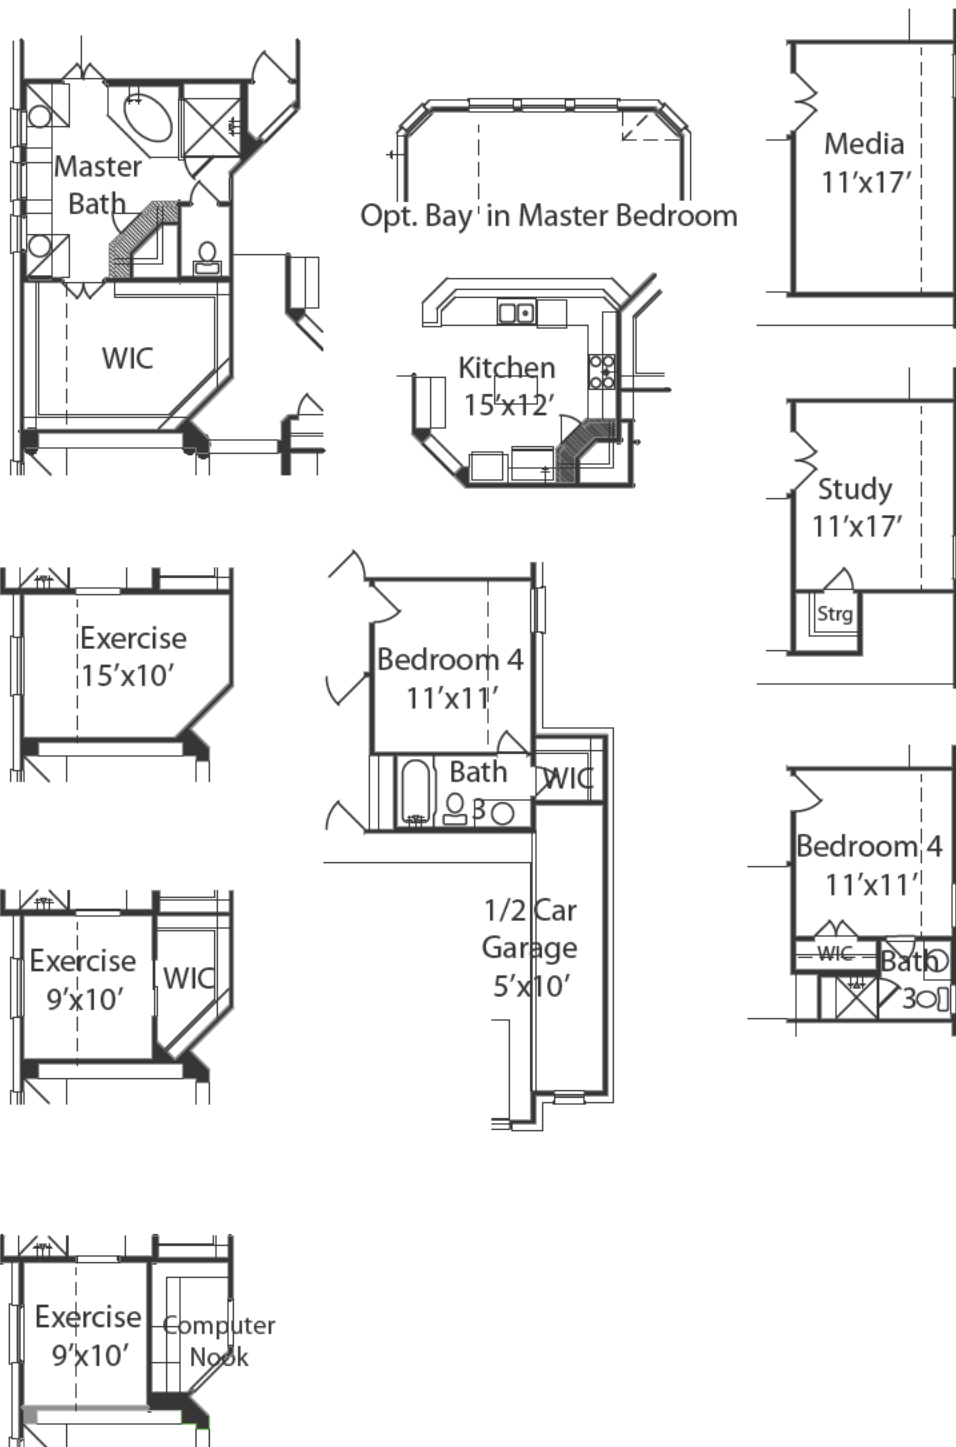 Master
Bath
WIC
Opt. Bay in Master Bedroom
Kitchen
15'x12'
Media
11'x17'
Study
11'x17'
Strg
Exercise
15'x10'
Bedroom 4
11'x11'
Bath
3
WIC
1/2 Car
Garage
5'x10'
Bedroom 4
11'x11'
WIC
Bath
3
Exercise
9'x10'
WIC
Exercise
9'x10'
Computer
Nook